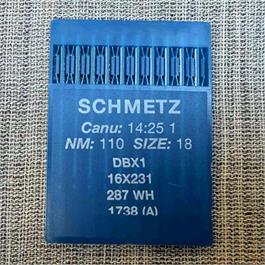 SCHMETZ
Canu: 14:25 1
NM: 110 SIZE: 18
DBX1
16X231
287 WH
1738 (A)